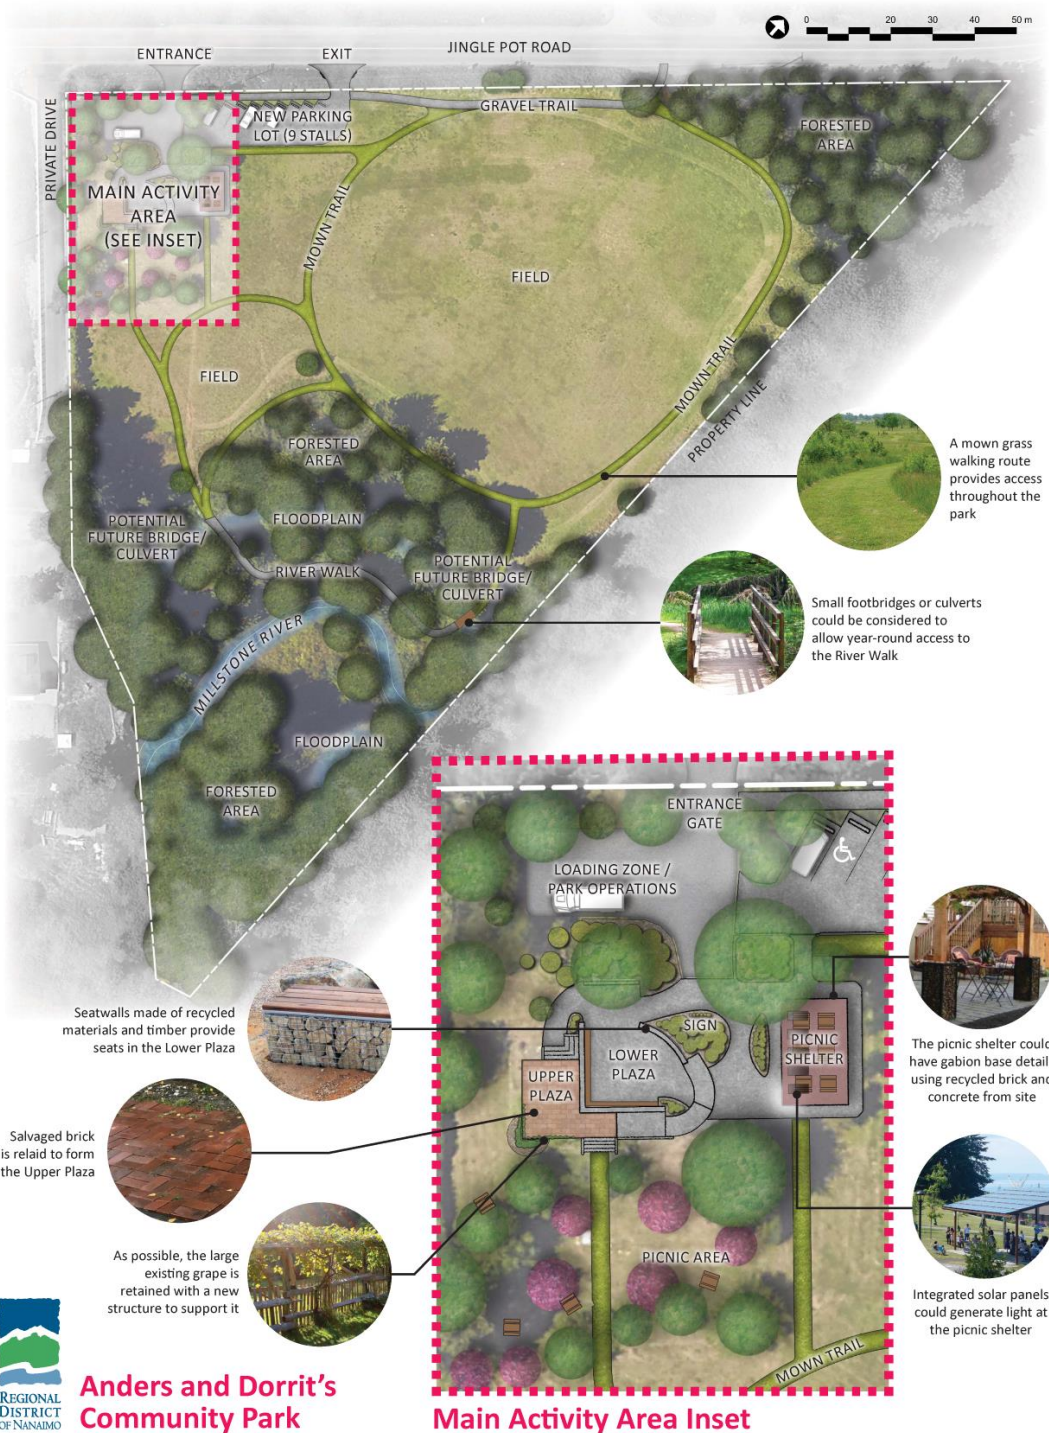 0 20 30 40 50 m
JINGLE POT ROAD
ENTRANCE
EXIT
PRIVATE DRIVE
NEW PARKING
LOT (9 STALLS)
GRAVEL TRAIL
FORESTED
AREA
MAIN ACTIVITY
AREA
(SEE INSET)
MOWN TRAIL
FIELD
FIELD
MOWN TRAIL
PROPERTY LINE
FORESTED
AREA
A mown grass
walking route
provides access
throughout the
park
POTENTIAL
FUTURE BRIDGE/
CULVERT
FLOODPLAIN
RIVER WALK
POTENTIAL
FUTURE BRIDGE/
CULVERT
Small footbridges or culverts
could be considered to
allow year-round access to
the River Walk
MILLSTONE RIVER
FLOODPLAIN
FORESTED
AREA
ENTRANCE
GATE
LOADING ZONE /
PARK OPERATIONS
Seatwalls made of recycled
materials and timber provide
seats in the Lower Plaza
SIGN
LOWER
PLAZA
PICNIC
SHELTER
UPPER
PLAZA
The picnic shelter could
have gabion base detail
using recycled brick and
concrete from site
Salvaged brick
is relaid to form
the Upper Plaza
As possible, the large
existing grape is
retained with a new
structure to support it
PICNIC AREA
Integrated solar panels
could generate light at
the picnic shelter
MOWN TRAIL
REGIONAL
DISTRICT
OF NANAIMO
Anders and Dorrit's
Community Park
Main Activity Area Inset